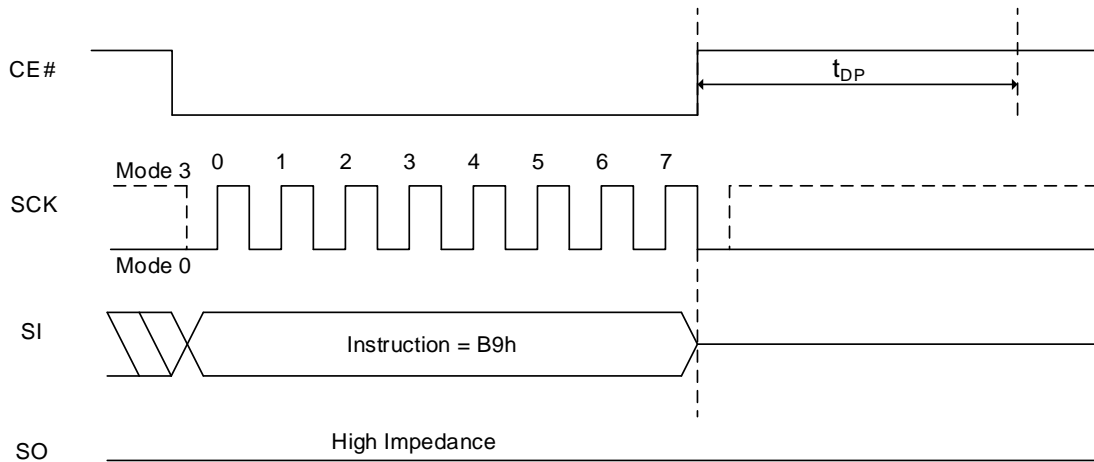 CE#
tDP
Mode 3
0 1 2 3 4 5 6 7
SCK
Mode 0
SI
Instruction = B9h
High Impedance
SO